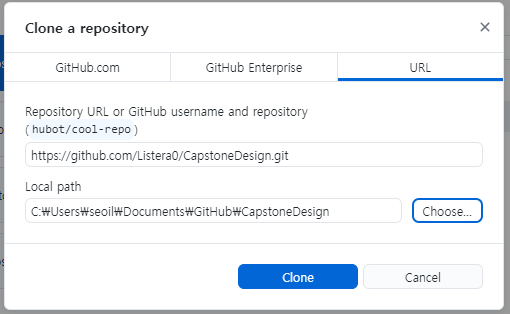 Clone a repository
GitHub.com
GitHub Enterprise
URL
Repository URL or GitHub username and repository
(hubot/cool-repo)
https://github.com/Listera0/CapstoneDesign.git
Local path
C:₩Users₩seoil₩Documents₩GitHub₩CapstoneDesign
Choose...
Clone
Cancel